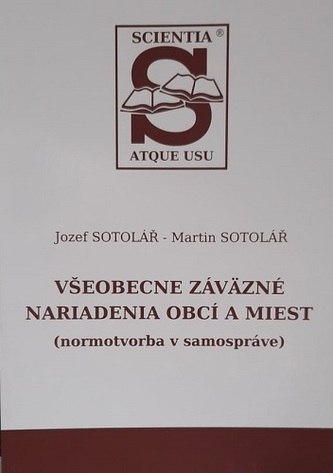 SCIENTIA ®
S
ATQUE USU
Jozef SOTOLÁŘ - Martin SOTOLÁŘ
VŠEOBECNE ZÁVÄZNÉ
NARIADENIA OBCÍ A MIEST
(normotvorba v samospráve)